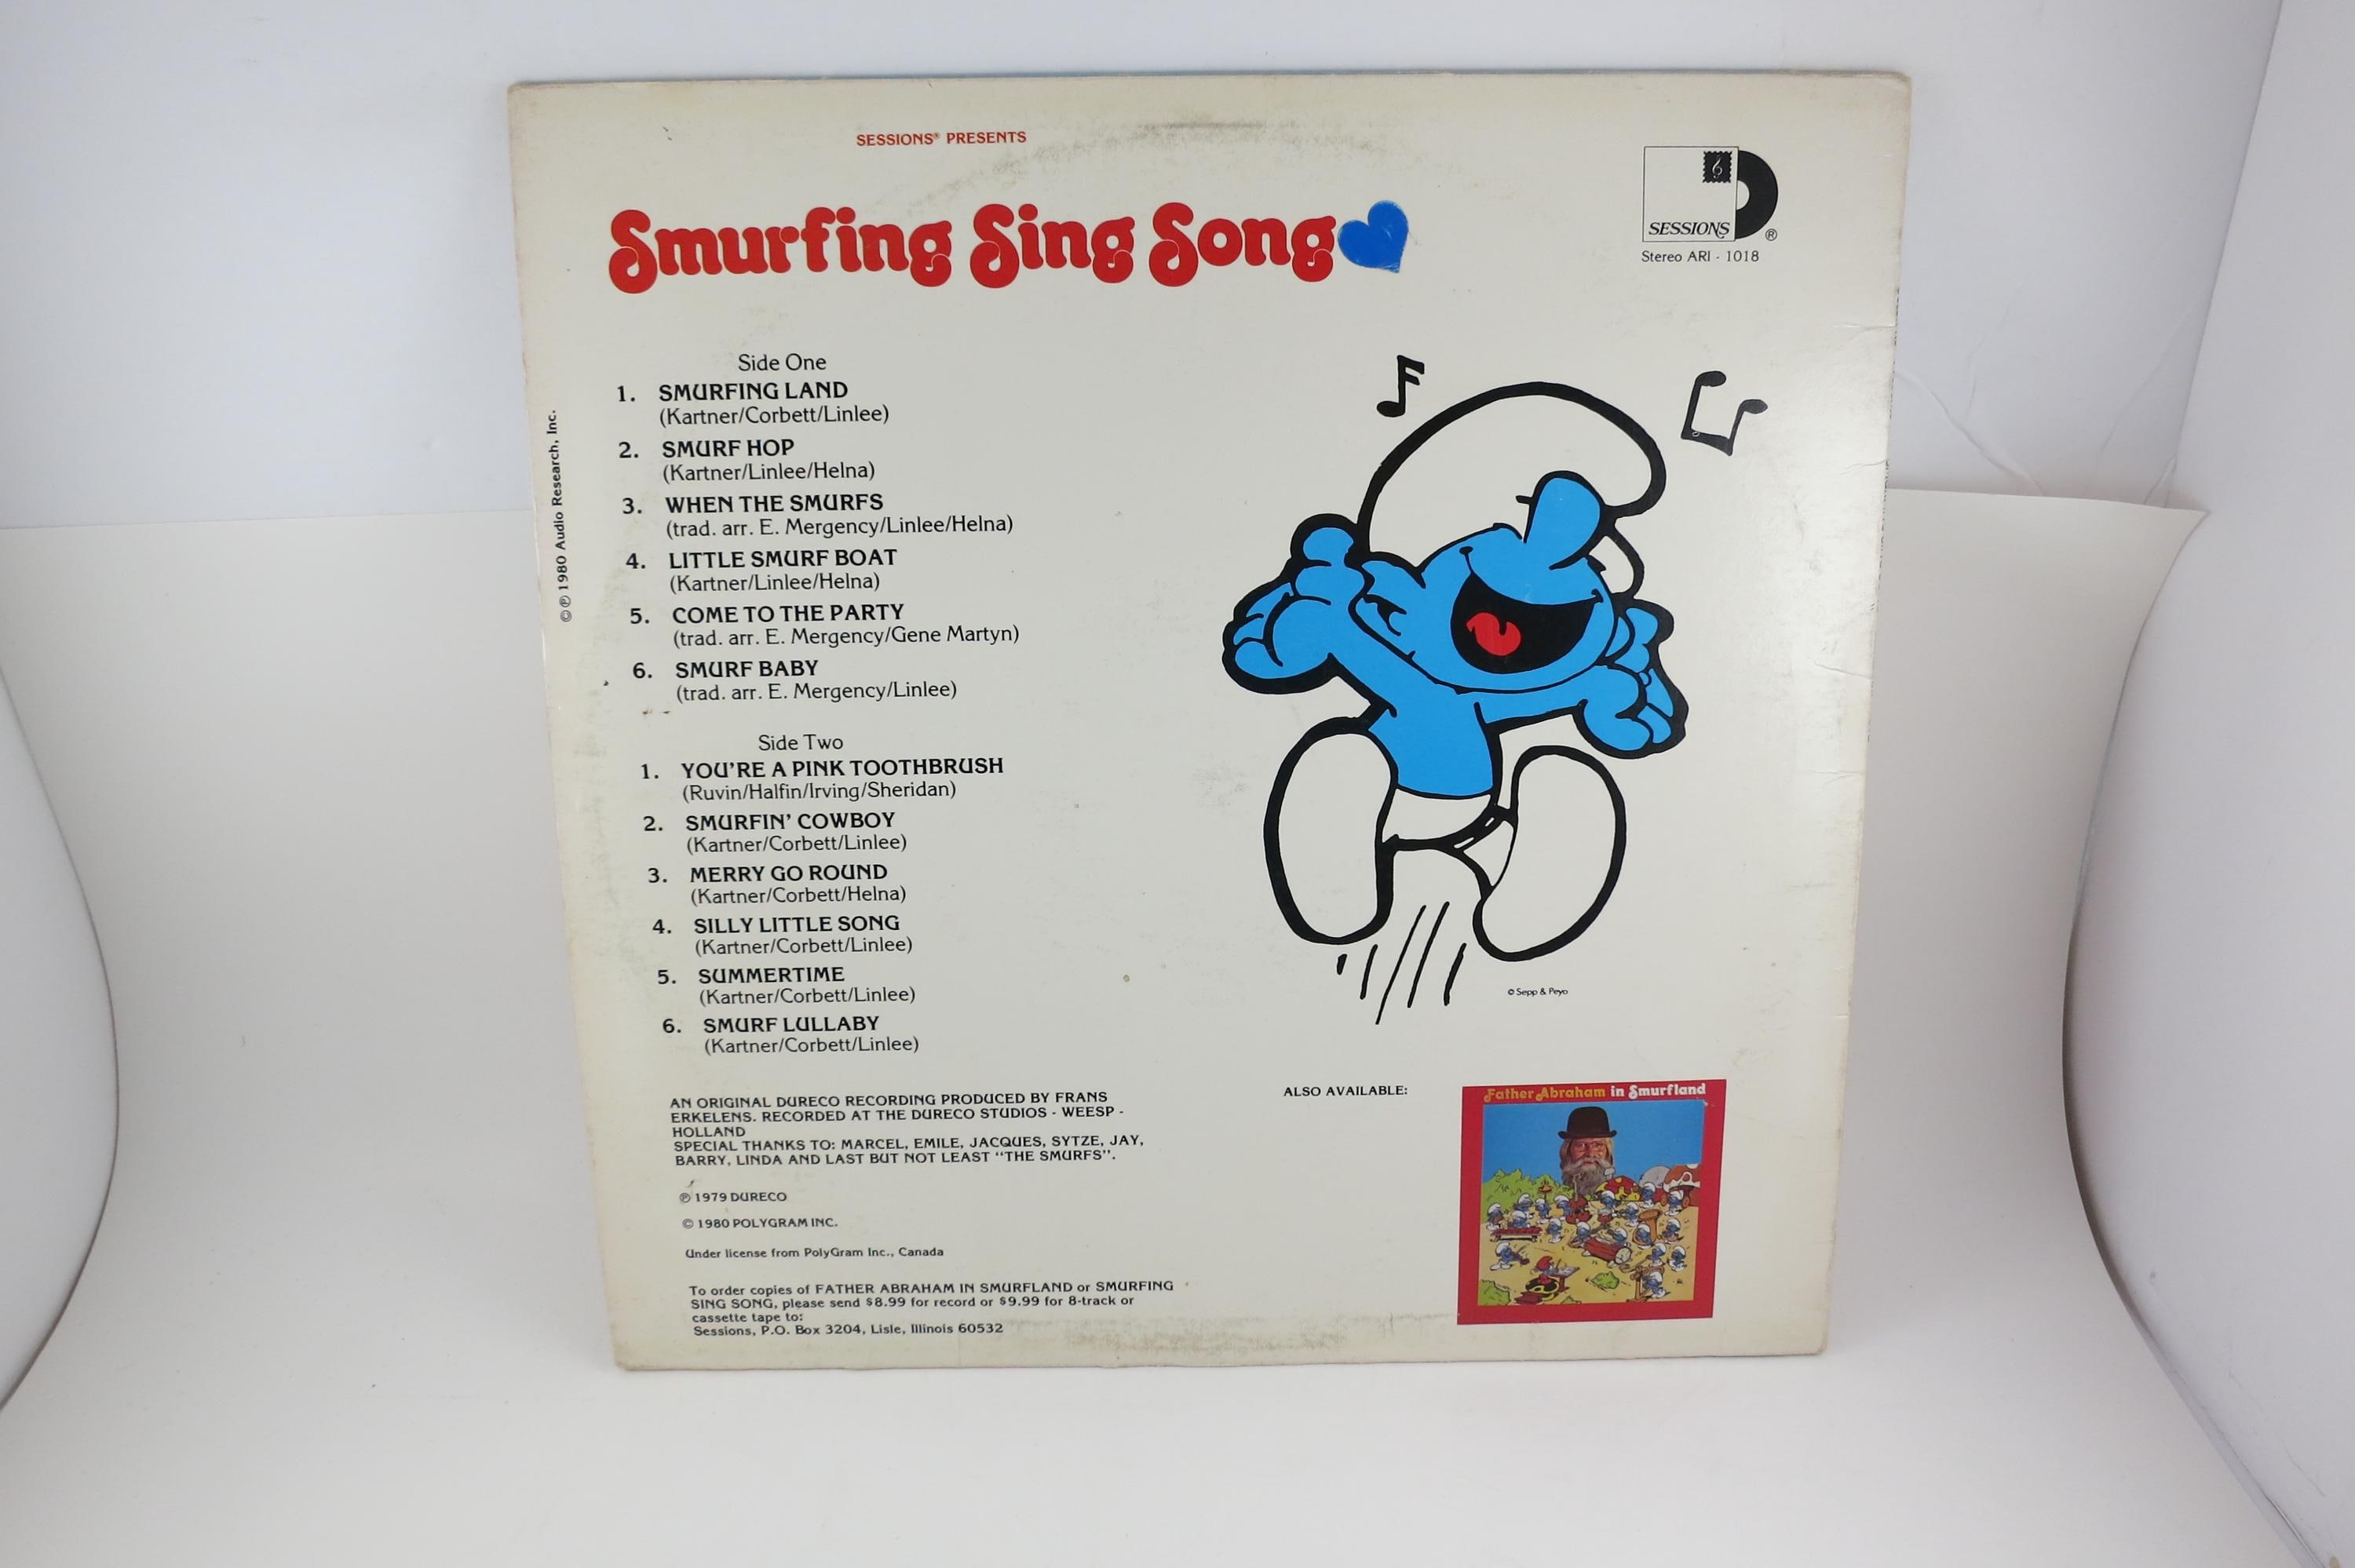 SESSIONS® PRESENTS
Smurfing Sing Song
SESSIONS
®
Stereo ARI - 1018
©℗ 1980 Audio Research, Inc.
Side One
1. SMURFING LAND
(Kartner/Corbett/Linlee)
2. SMURF HOP
(Kartner/Linlee/Helna)
3. WHEN THE SMURFS
(trad. arr. E. Mergency/Linlee/Helna)
4. LITTLE SMURF BOAT
(Kartner/Linlee/Helna)
5. COME TO THE PARTY
(trad. arr. E. Mergency/Gene Martyn)
6. SMURF BABY
(trad. arr. E. Mergency/Linlee)
Side Two
1. YOU'RE A PINK TOOTHBRUSH
(Ruvin/Halfin/Irving/Sheridan)
2. SMURFIN' COWBOY
(Kartner/Corbett/Linlee)
3. MERRY GO ROUND
(Kartner/Corbett/Helna)
4. SILLY LITTLE SONG
(Kartner/Corbett/Linlee)
5. SUMMERTIME
(Kartner/Corbett/Linlee)
6. SMURF LULLABY
(Kartner/Corbett/Linlee)
© Sepp & Peyo
AN ORIGINAL DURECO RECORDING PRODUCED BY FRANS
ERKELENS. RECORDED AT THE DURECO STUDIOS - WEESP -
HOLLAND
SPECIAL THANKS TO: MARCEL, EMILE, JACQUES, SYTZE, JAY,
BARRY, LINDA AND LAST BUT NOT LEAST "THE SMURFS".
℗ 1979 DURECO
© 1980 POLYGRAM INC.
Under license from PolyGram Inc., Canada
To order copies of FATHER ABRAHAM IN SMURFLAND or SMURFING
SING SONG, please send $8.99 for record or $9.99 for 8-track or
cassette tape to:
Sessions, P.O. Box 3204, Lisle, Illinois 60532
ALSO AVAILABLE:
Father Abraham in Smurfland